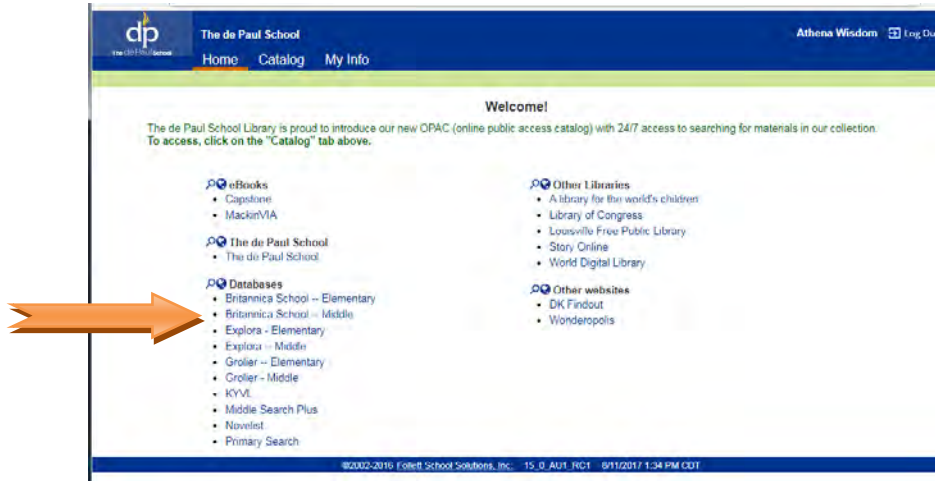 dp
The de Paul School
The de Paul School
Athena Wisdom Log Ou
Home Catalog My Info
Welcome!
The de Paul School Library is proud to introduce our new OPAC (online public access catalog) with 24/7 access to searching for materials in our collection.
To access, click on the "Catalog" tab above.
eBooks
• Capstone
• MackinVIA
The de Paul School
• The de Paul School
Databases
• Britannica School -- Elementary
• Britannica School -- Middle
• Explora - Elementary
• Explora -- Middle
• Grolier -- Elementary
• Grolier - Middle
• KYVL
• Middle Search Plus
• Novelist
• Primary Search
Other Libraries
• A library for the world's children
• Library of Congress
• Louisville Free Public Library
• Story Online
• World Digital Library
Other websites
• DK Findout
• Wonderopolis
©2002-2016 Follett School Solutions, Inc. 15_0_AU1_RC1 6/11/2017 1:34 PM CDT